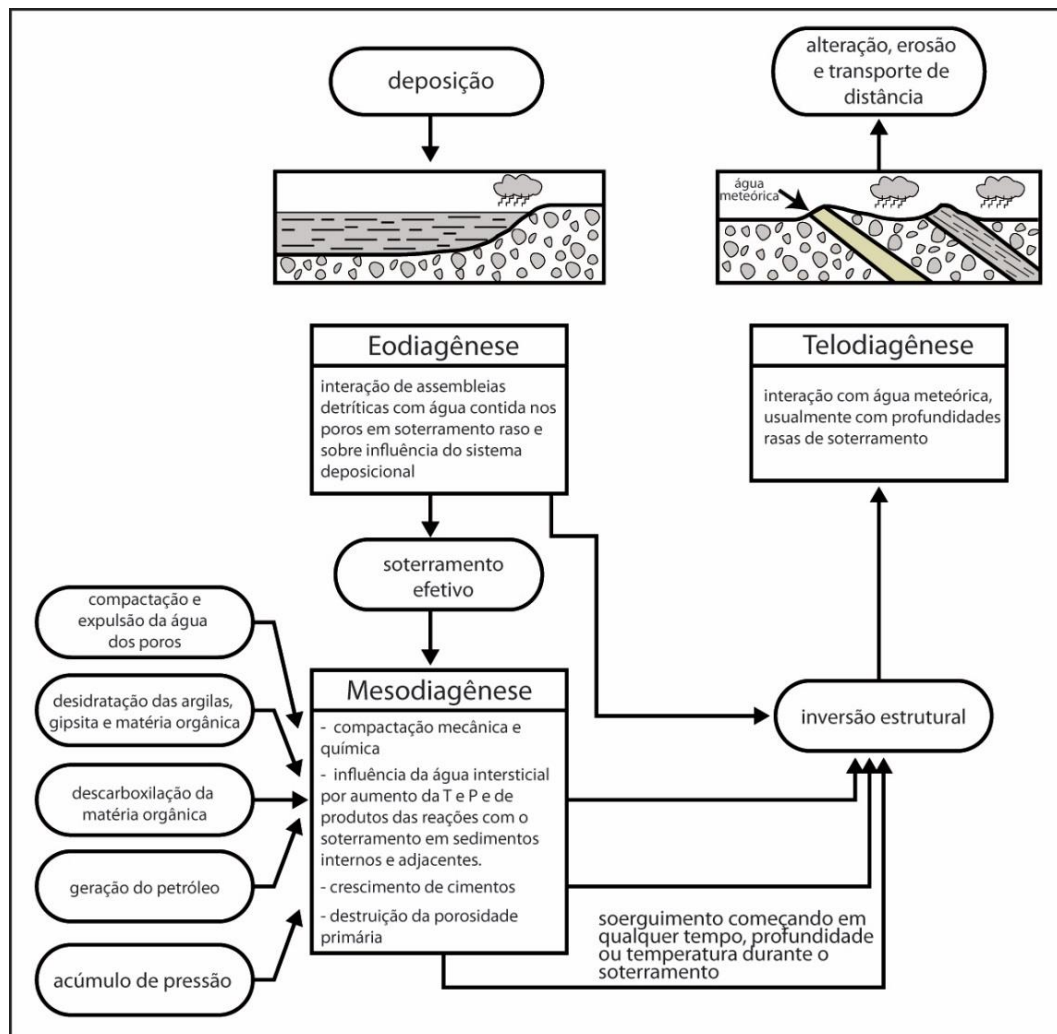 deposição
alteração, erosão
e transporte de
distância
água
meteórica
Eodiagênese
interação de assembleias
detríticas com água contida nos
poros em soterramento raso e
sobre influência do sistema
deposicional
Telodiagênese
interação com água meteórica,
usualmente com profundidades
rasas de soterramento
soterramento
efetivo
compactação e
expulsão da água
dos poros
desidratação das argilas,
gipsita e matéria orgânica
descarboxilação da
matéria orgânica
geração do petróleo
acúmulo de pressão
Mesodiagênese
- compactação mecânica e
química
- influência da água intersticial
por aumento da T e P e de
produtos das reações com o
soterramento em sedimentos
internos e adjacentes.
- crescimento de cimentos
- destruição da porosidade
primária
inversão estrutural
soerguimento começando em
qualquer tempo, profundidade
ou temperatura durante o
soterramento